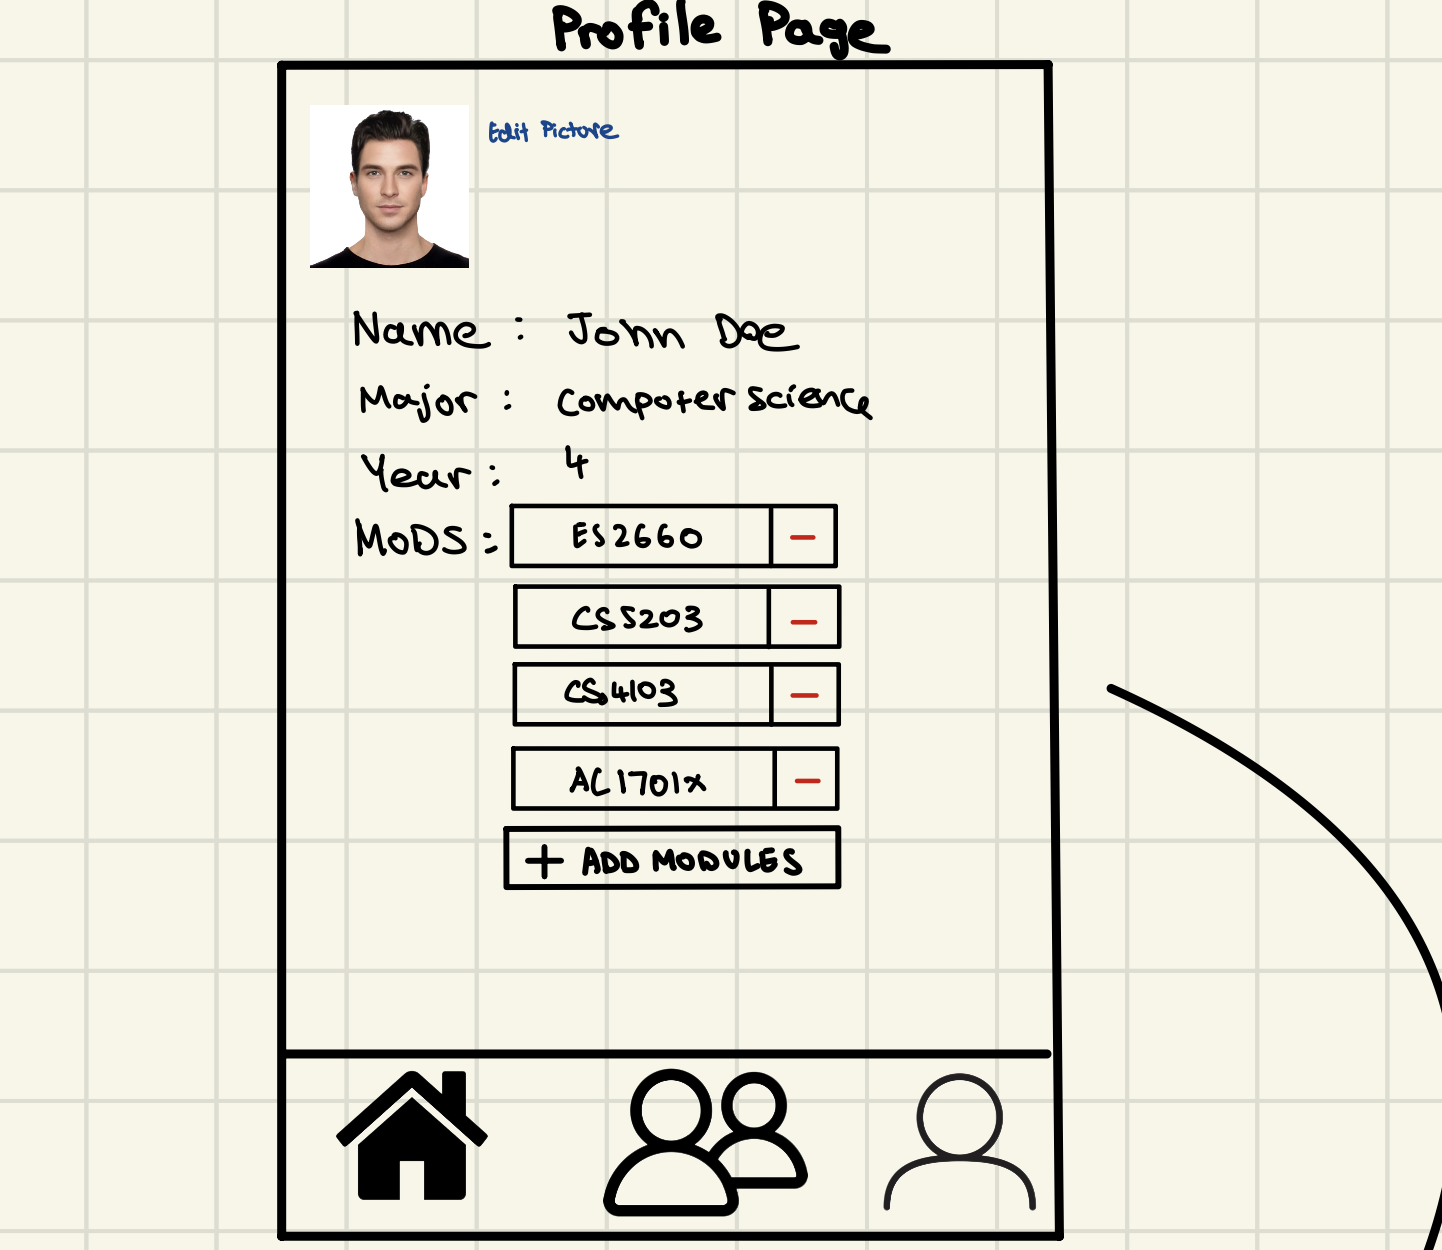 Profile Page
Edit Picture
Name : John Doe
Major : Computer Science
Year : 4
MODS : ES2660 −
CS5203 −
CS4103 −
AC1701x −
+ ADD MODULES